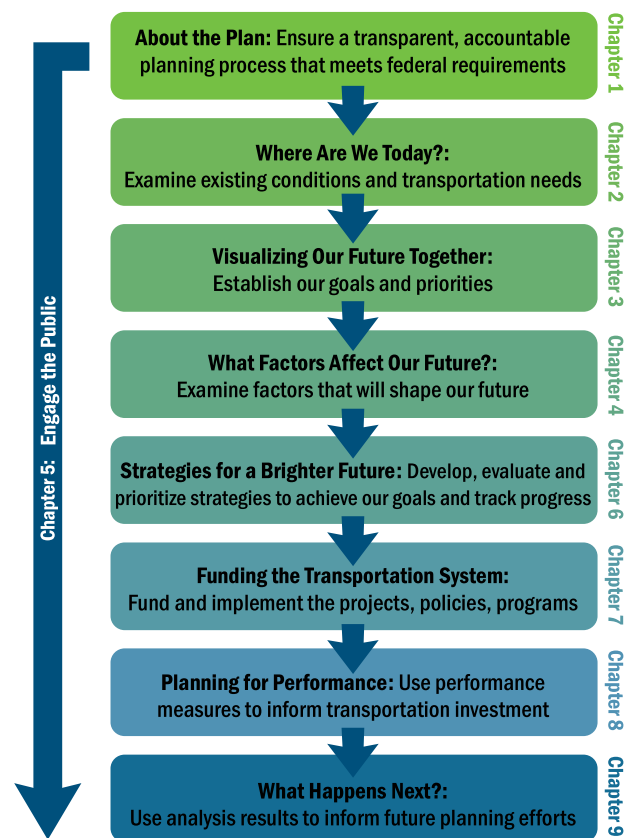 About the Plan: Ensure a transparent, accountable
planning process that meets federal requirements
Chapter 1
Where Are We Today?:
Examine existing conditions and transportation needs
Chapter 2
Visualizing Our Future Together:
Establish our goals and priorities
Chapter 3
What Factors Affect Our Future?:
Examine factors that will shape our future
Chapter 4
Chapter 5: Engage the Public
Strategies for a Brighter Future: Develop, evaluate and
prioritize strategies to achieve our goals and track progress
Chapter 6
Funding the Transportation System:
Fund and implement the projects, policies, programs
Chapter 7
Planning for Performance: Use performance
measures to inform transportation investment
Chapter 8
What Happens Next?:
Use analysis results to inform future planning efforts
Chapter 9